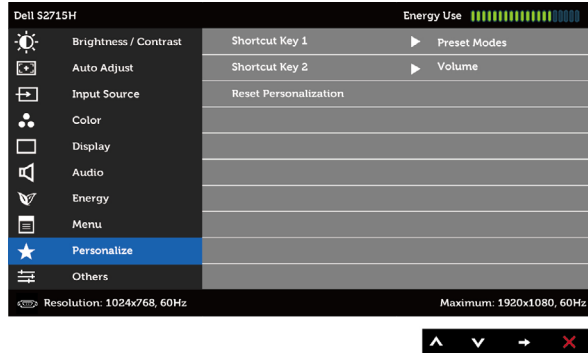 Dell S2715H Energy Use
Brightness / Contrast Shortcut Key 1 Preset Modes
Auto Adjust Shortcut Key 2 Volume
Input Source Reset Personalization
Color
Display
Audio
Energy
Menu
Personalize
Others
Resolution: 1024x768, 60Hz Maximum: 1920x1080, 60Hz